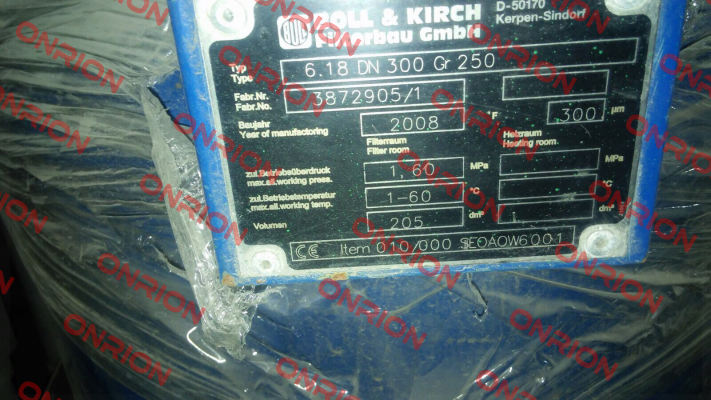 BOLL & KIRCH
D-50170
Filterbau GmbH
Kerpen-Sindorf
BOLL
Typ
Type
6.18 DN 300 Gr 250
Fabr.Nr.
Fabr.No.
3872905/1
Baujahr
Year of manufactoring
2008
F
300 µm
Filterraum
Filter room
Heizraum
Heating room
zul.Betriebsüberdruck
max.all.working press.
1,60 MPa
MPa
zul.Betriebstemperatur
max.all.working temp.
1-60 °C
°C
Volumen
205 dm³
1 dm³
CE Item 010/000 SEOAOW6001
ONRION